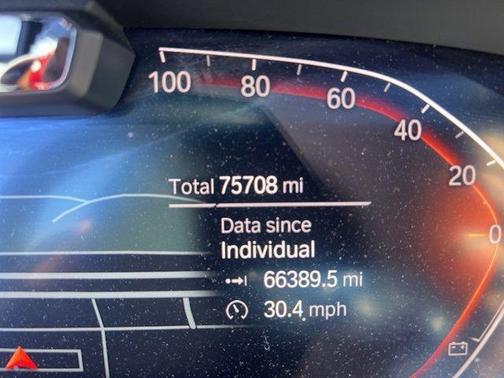 100 80 60 40 20 0
Total 75708 mi
Data since
Individual
66389.5 mi
30.4 mph